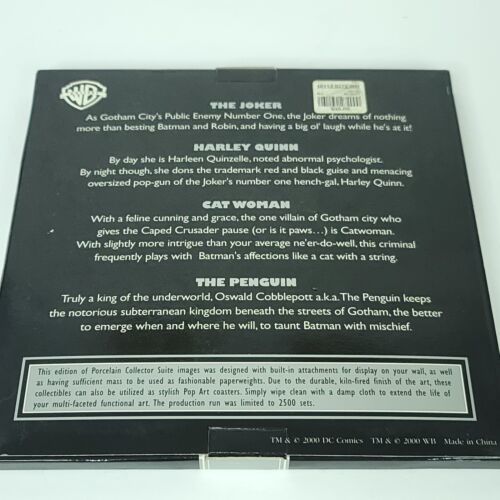 WB
THE JOKER
As Gotham City's Public Enemy Number One, the Joker dreams of nothing
more than besting Batman and Robin, and having a big ol' laugh while he's at it!
HARLEY QUINN
By day she is Harleen Quinzelle, noted abnormal psychologist.
By night though, she dons the trademark red and black guise and menacing
oversized pop-gun of the Joker's number one hench-gal, Harley Quinn.
CAT WOMAN
With a feline cunning and grace, the one villain of Gotham city who
gives the Caped Crusader pause (or is it paws...) is Catwoman.
With slightly more intrigue than your average ne'er-do-well, this criminal
frequently plays with Batman's affections like a cat with a string.
THE PENGUIN
Truly a king of the underworld, Oswald Cobblepott a.k.a. The Penguin keeps
the notorious subterranean kingdom beneath the streets of Gotham, the better
to emerge when and where he will, to taunt Batman with mischief.
This edition of Porcelain Collector Suite images was designed with built-in attachments for display on your wall, as well
as having sufficient mass to be used as fashionable paperweights. Due to the durable, kiln-fired finish of the art, these
collectibles can also be utilized as stylish Pop Art coasters. Simply wipe clean with a damp cloth to extend the life of
your multi-faceted functional art. The production run was limited to 2500 sets.
TM & © 2000 DC Comics TM & © 2000 WB Made in China